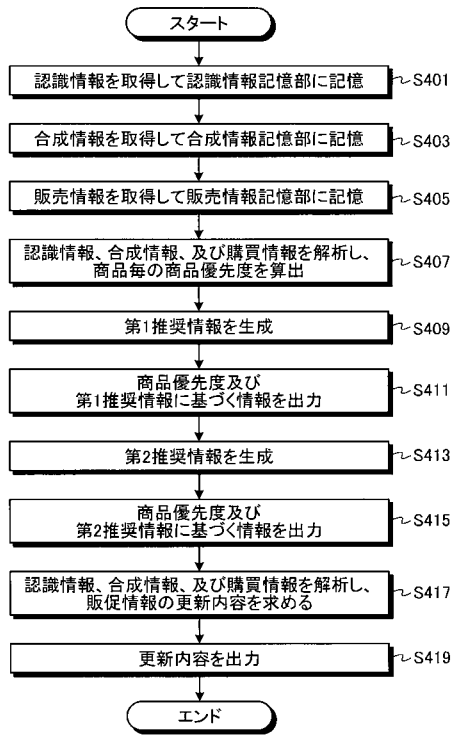 スタート
認識情報を取得して認識情報記憶部に記憶
S401
合成情報を取得して合成情報記憶部に記憶
S403
販売情報を取得して販売情報記憶部に記憶
S405
認識情報、合成情報、及び購買情報を解析し、
商品毎の商品優先度を算出
S407
第1推奨情報を生成
S409
商品優先度及び
第1推奨情報に基づく情報を出力
S411
第2推奨情報を生成
S413
商品優先度及び
第2推奨情報に基づく情報を出力
S415
認識情報、合成情報、及び購買情報を解析し、
販促情報の更新内容を求める
S417
更新内容を出力
S419
エンド